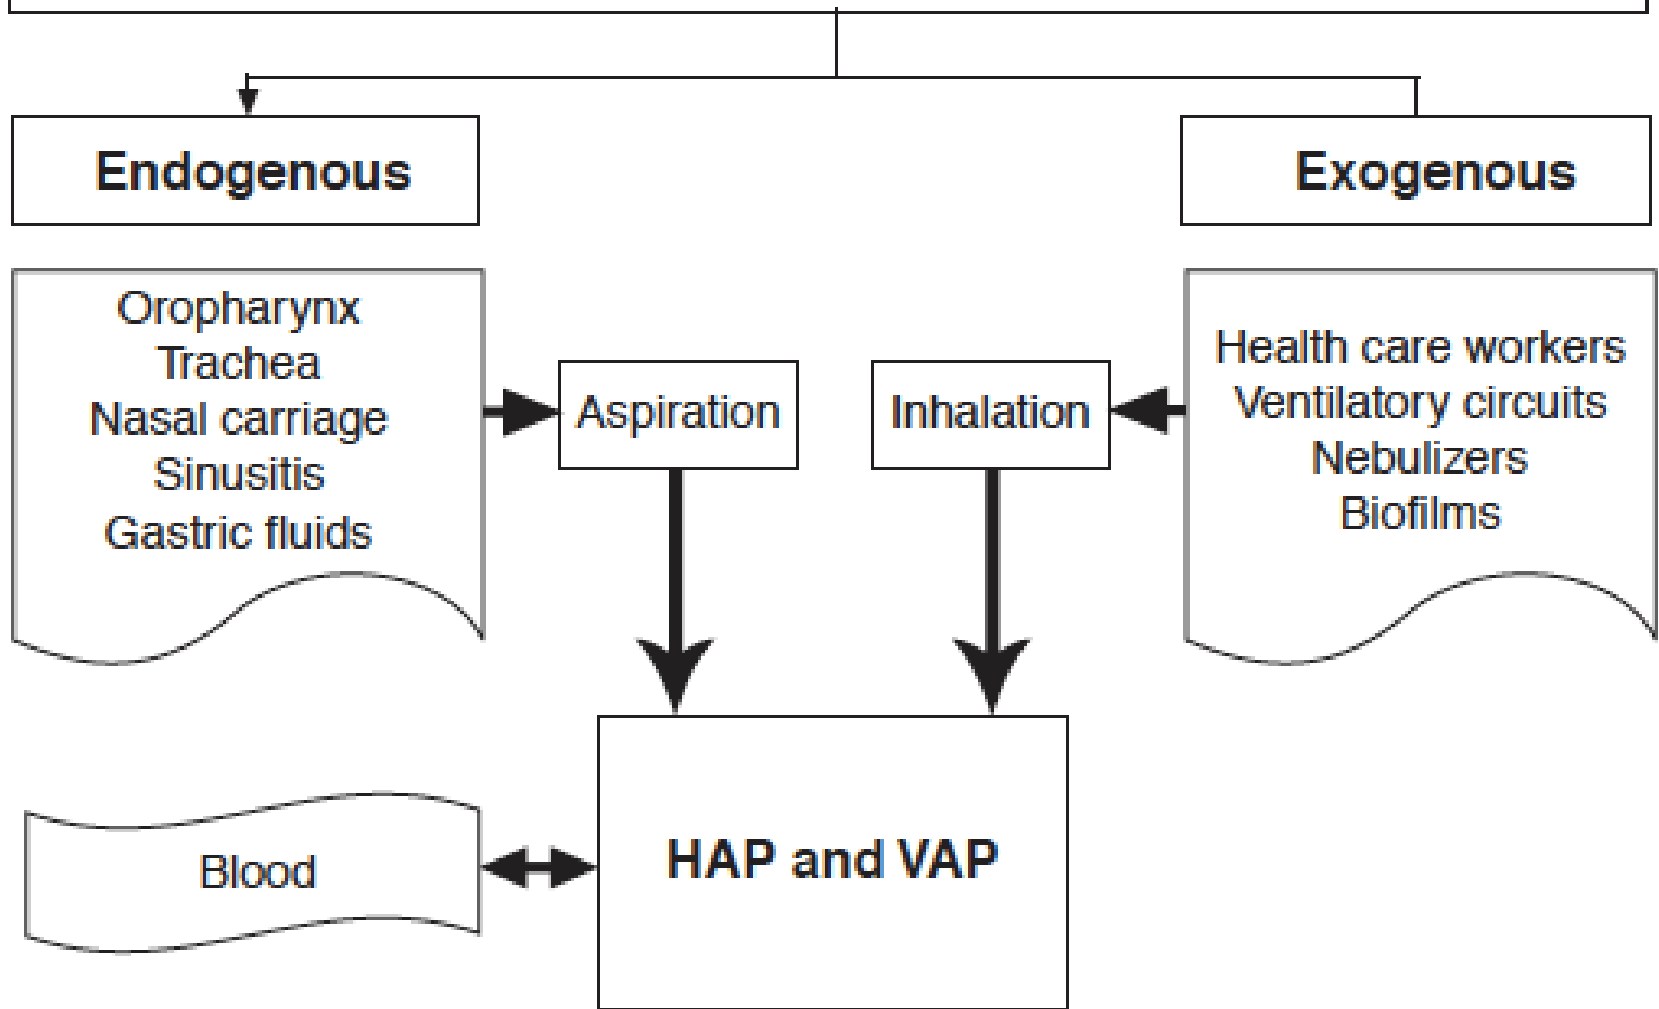 Endogenous
Exogenous
Oropharynx
Trachea
Nasal carriage
Sinusitis
Gastric fluids
Aspiration
Inhalation
Health care workers
Ventilatory circuits
Nebulizers
Biofilms
Blood
HAP and VAP